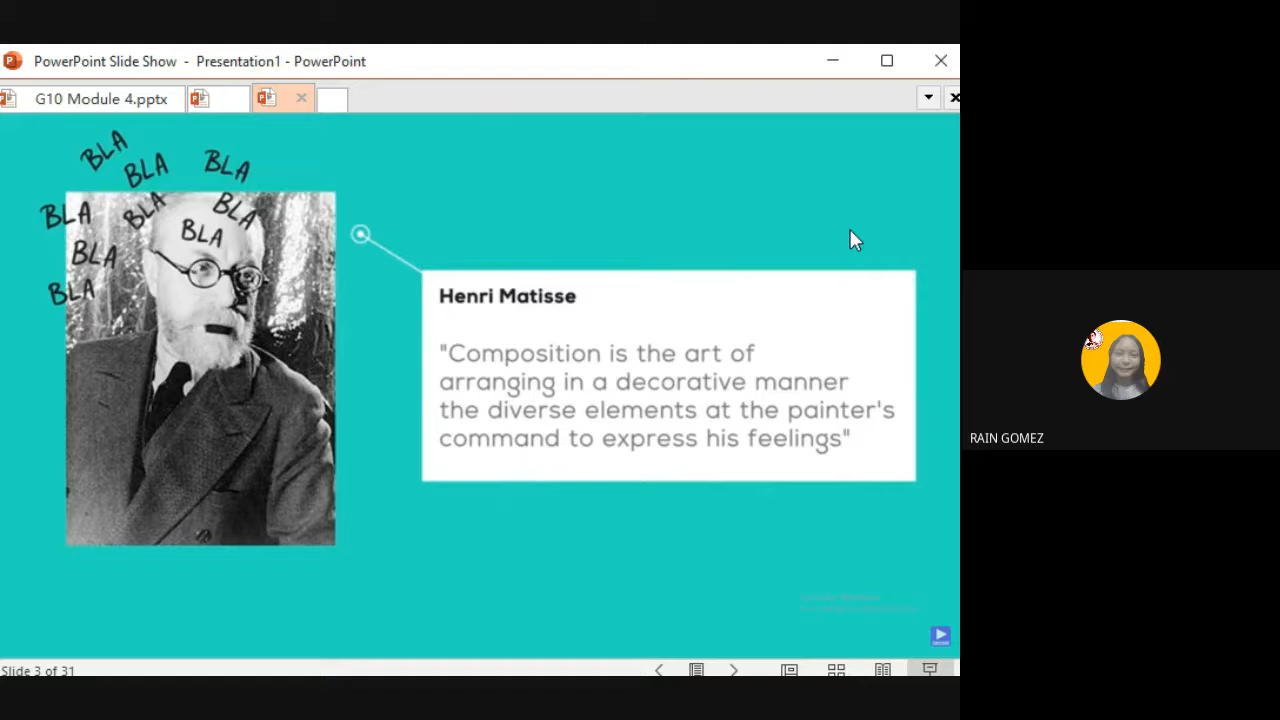 PowerPoint Slide Show - Presentation1 - PowerPoint
G10 Module 4.pptx
BLA
BLA
BLA
BLA
BLA
BLA
BLA
BLA
BLA
Henri Matisse
"Composition is the art of
arranging in a decorative manner
the diverse elements at the painter's
command to express his feelings"
RAIN GOMEZ
Slide 3 of 31